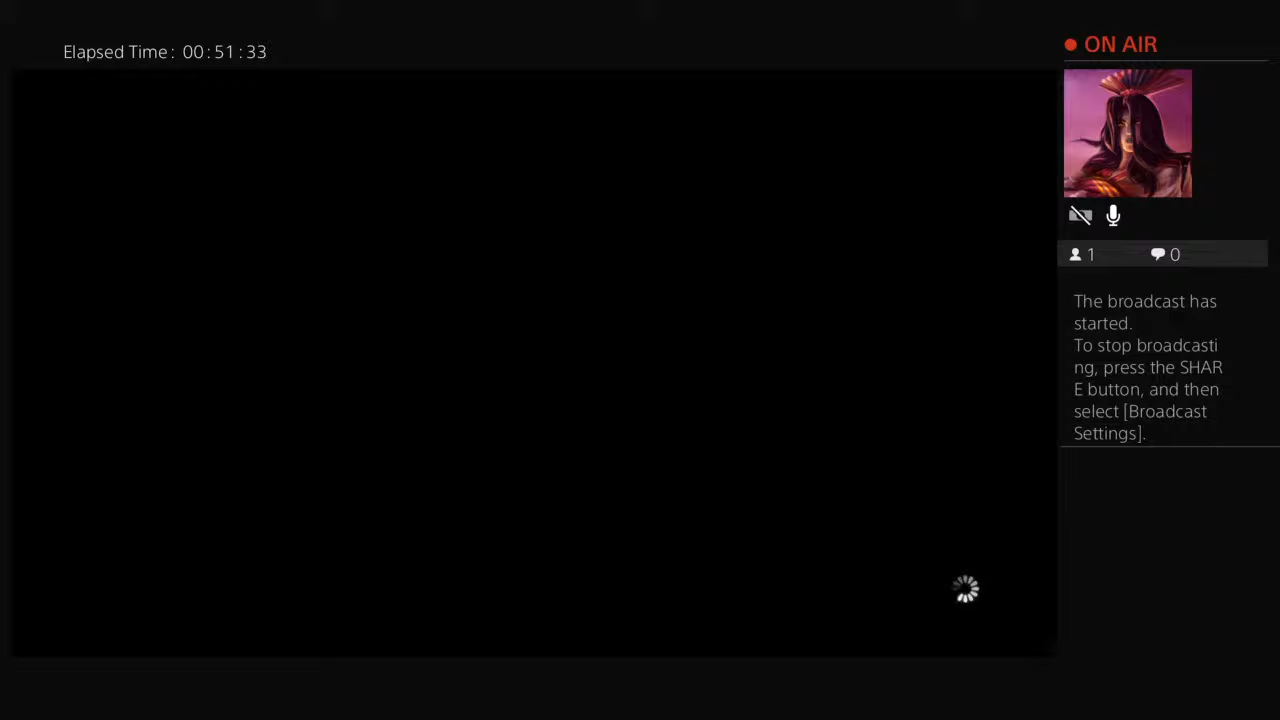 Elapsed Time: 00:51:33
ON AIR
1 0
The broadcast has
started.
To stop broadcasti
ng, press the SHAR
E button, and then
select [Broadcast
Settings].